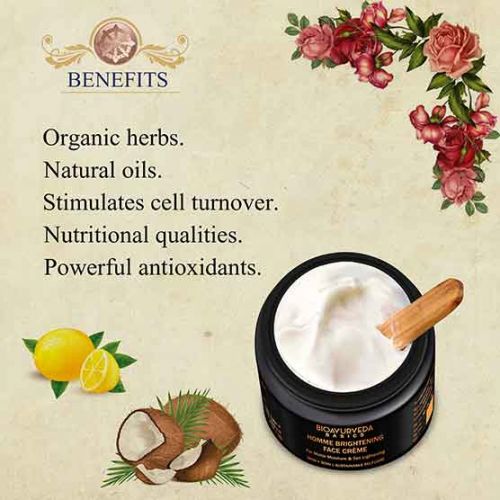 BENEFITS
Organic herbs.
Natural oils.
Stimulates cell turnover.
Nutritional qualities.
Powerful antioxidants.
BIOAYURVEDA
BASICS
HOMME BRIGHTENING
FACE CRÈME